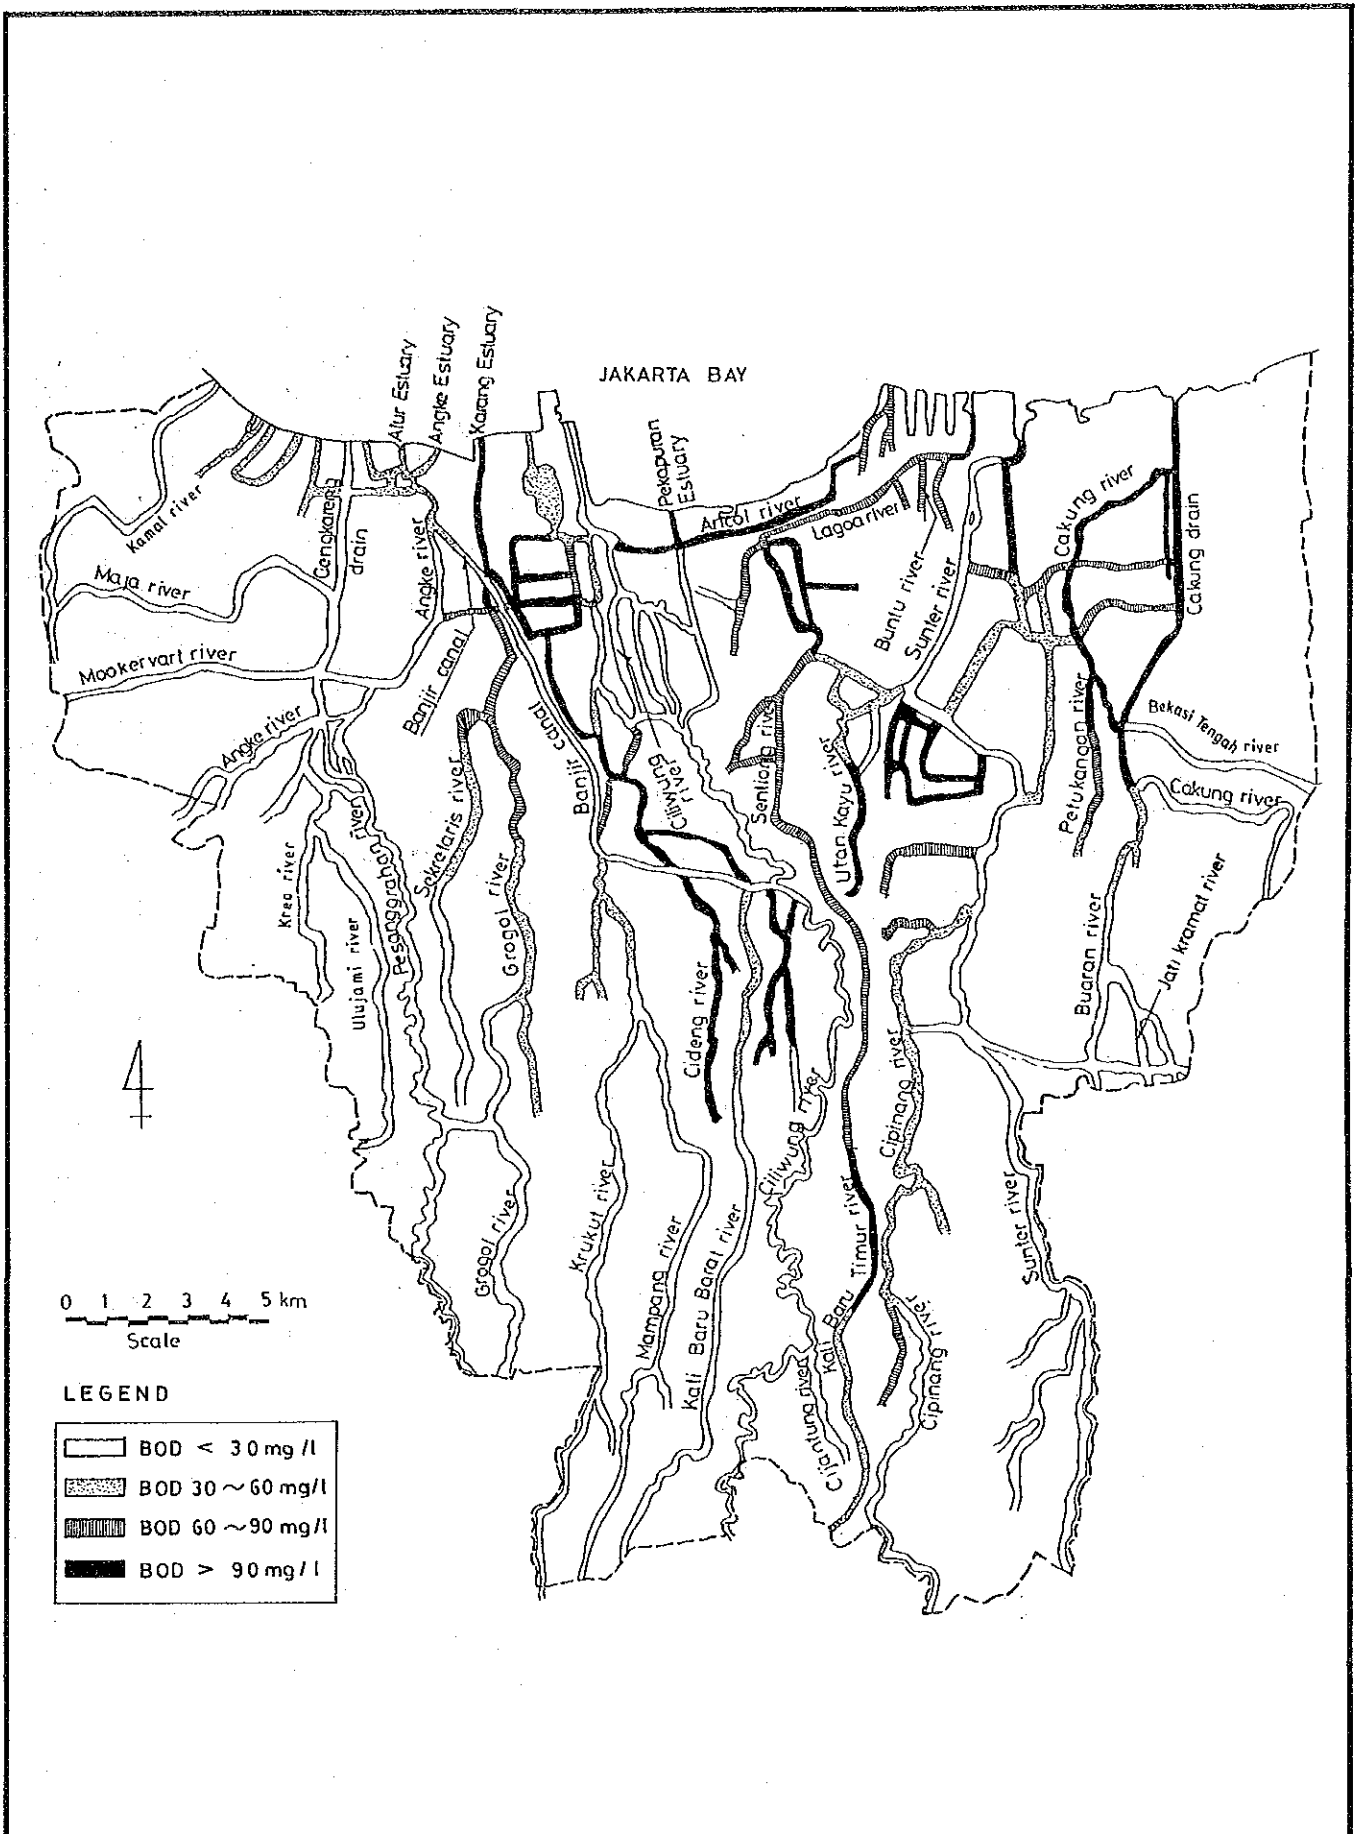 JAKARTA BAY
Alur Estuary
Angke Estuary
Karang Estuary
Pekapuran
Estuary
Kamal river
Cengkareng
drain
Maja river
Mookervart river
Angke river
Angke river
Banjir canal
Banjir canal
Ancol river
Lagoa river
Buntu river
Sunter river
Cakung river
Cakung drain
Bekasi Tengah river
Cakung river
Petukangan river
Sentiong river
Utan Kayu river
Ciliwung
river
Krea river
Ulujami river
Pesanggrahan river
Sekretaris river
Grogol river
Cideng river
Buaran river
Jati kramat river
Cipinang river
Ciliwung river
Grogol river
Krukut river
Mampang river
Kali Baru Barat river
Kali Baru Timur river
Cijantung river
Cipinang river
Sunter river
4
0 1 2 3 4 5 km
Scale
LEGEND
BOD < 30 mg/l
BOD 30 ~ 60 mg/l
BOD 60 ~ 90 mg/l
BOD > 90 mg/l